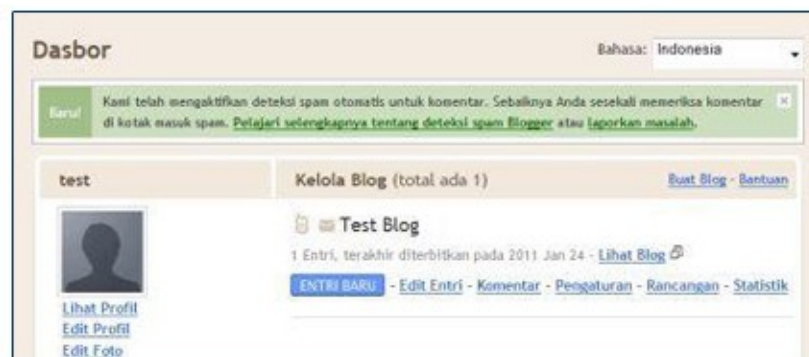 Dasbor
Bahasa: Indonesia
Baru!
Kami telah mengaktifkan deteksi spam otomatis untuk komentar. Sebaiknya Anda sesekali memeriksa komentar
di kotak masuk spam. Pelajari selengkapnya tentang deteksi spam Blogger atau laporkan masalah.
test
Kelola Blog (total ada 1)
Buat Blog - Bantuan
Test Blog
1 Entri, terakhir diterbitkan pada 2011 Jan 24 - Lihat Blog
ENTRI BARU - Edit Entri - Komentar - Pengaturan - Rancangan - Statistik
Lihat Profil
Edit Profil
Edit Foto